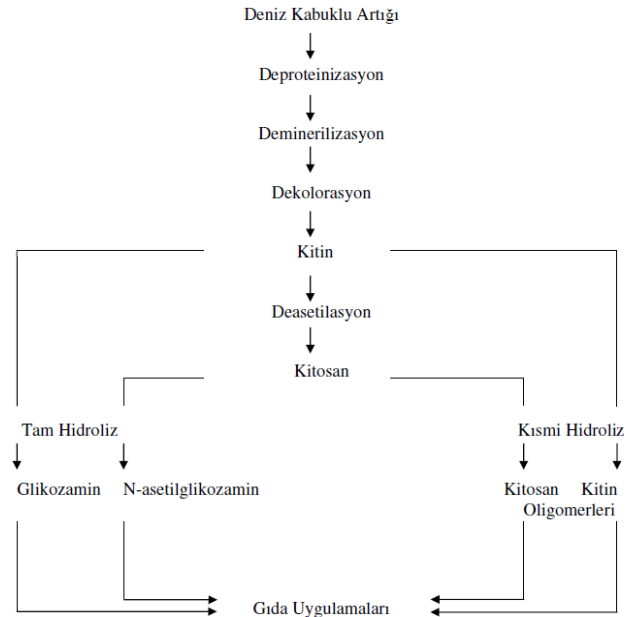 Deniz Kabuklu Artığı
Deproteinizasyon
Deminerilizasyon
Dekolorasyon
Kitin
Deasetilasyon
Kitosan
Tam Hidroliz
Kısmi Hidroliz
Glikozamin N-asetilglikozamin
Kitosan Kitin
Oligomerleri
Gıda Uygulamaları